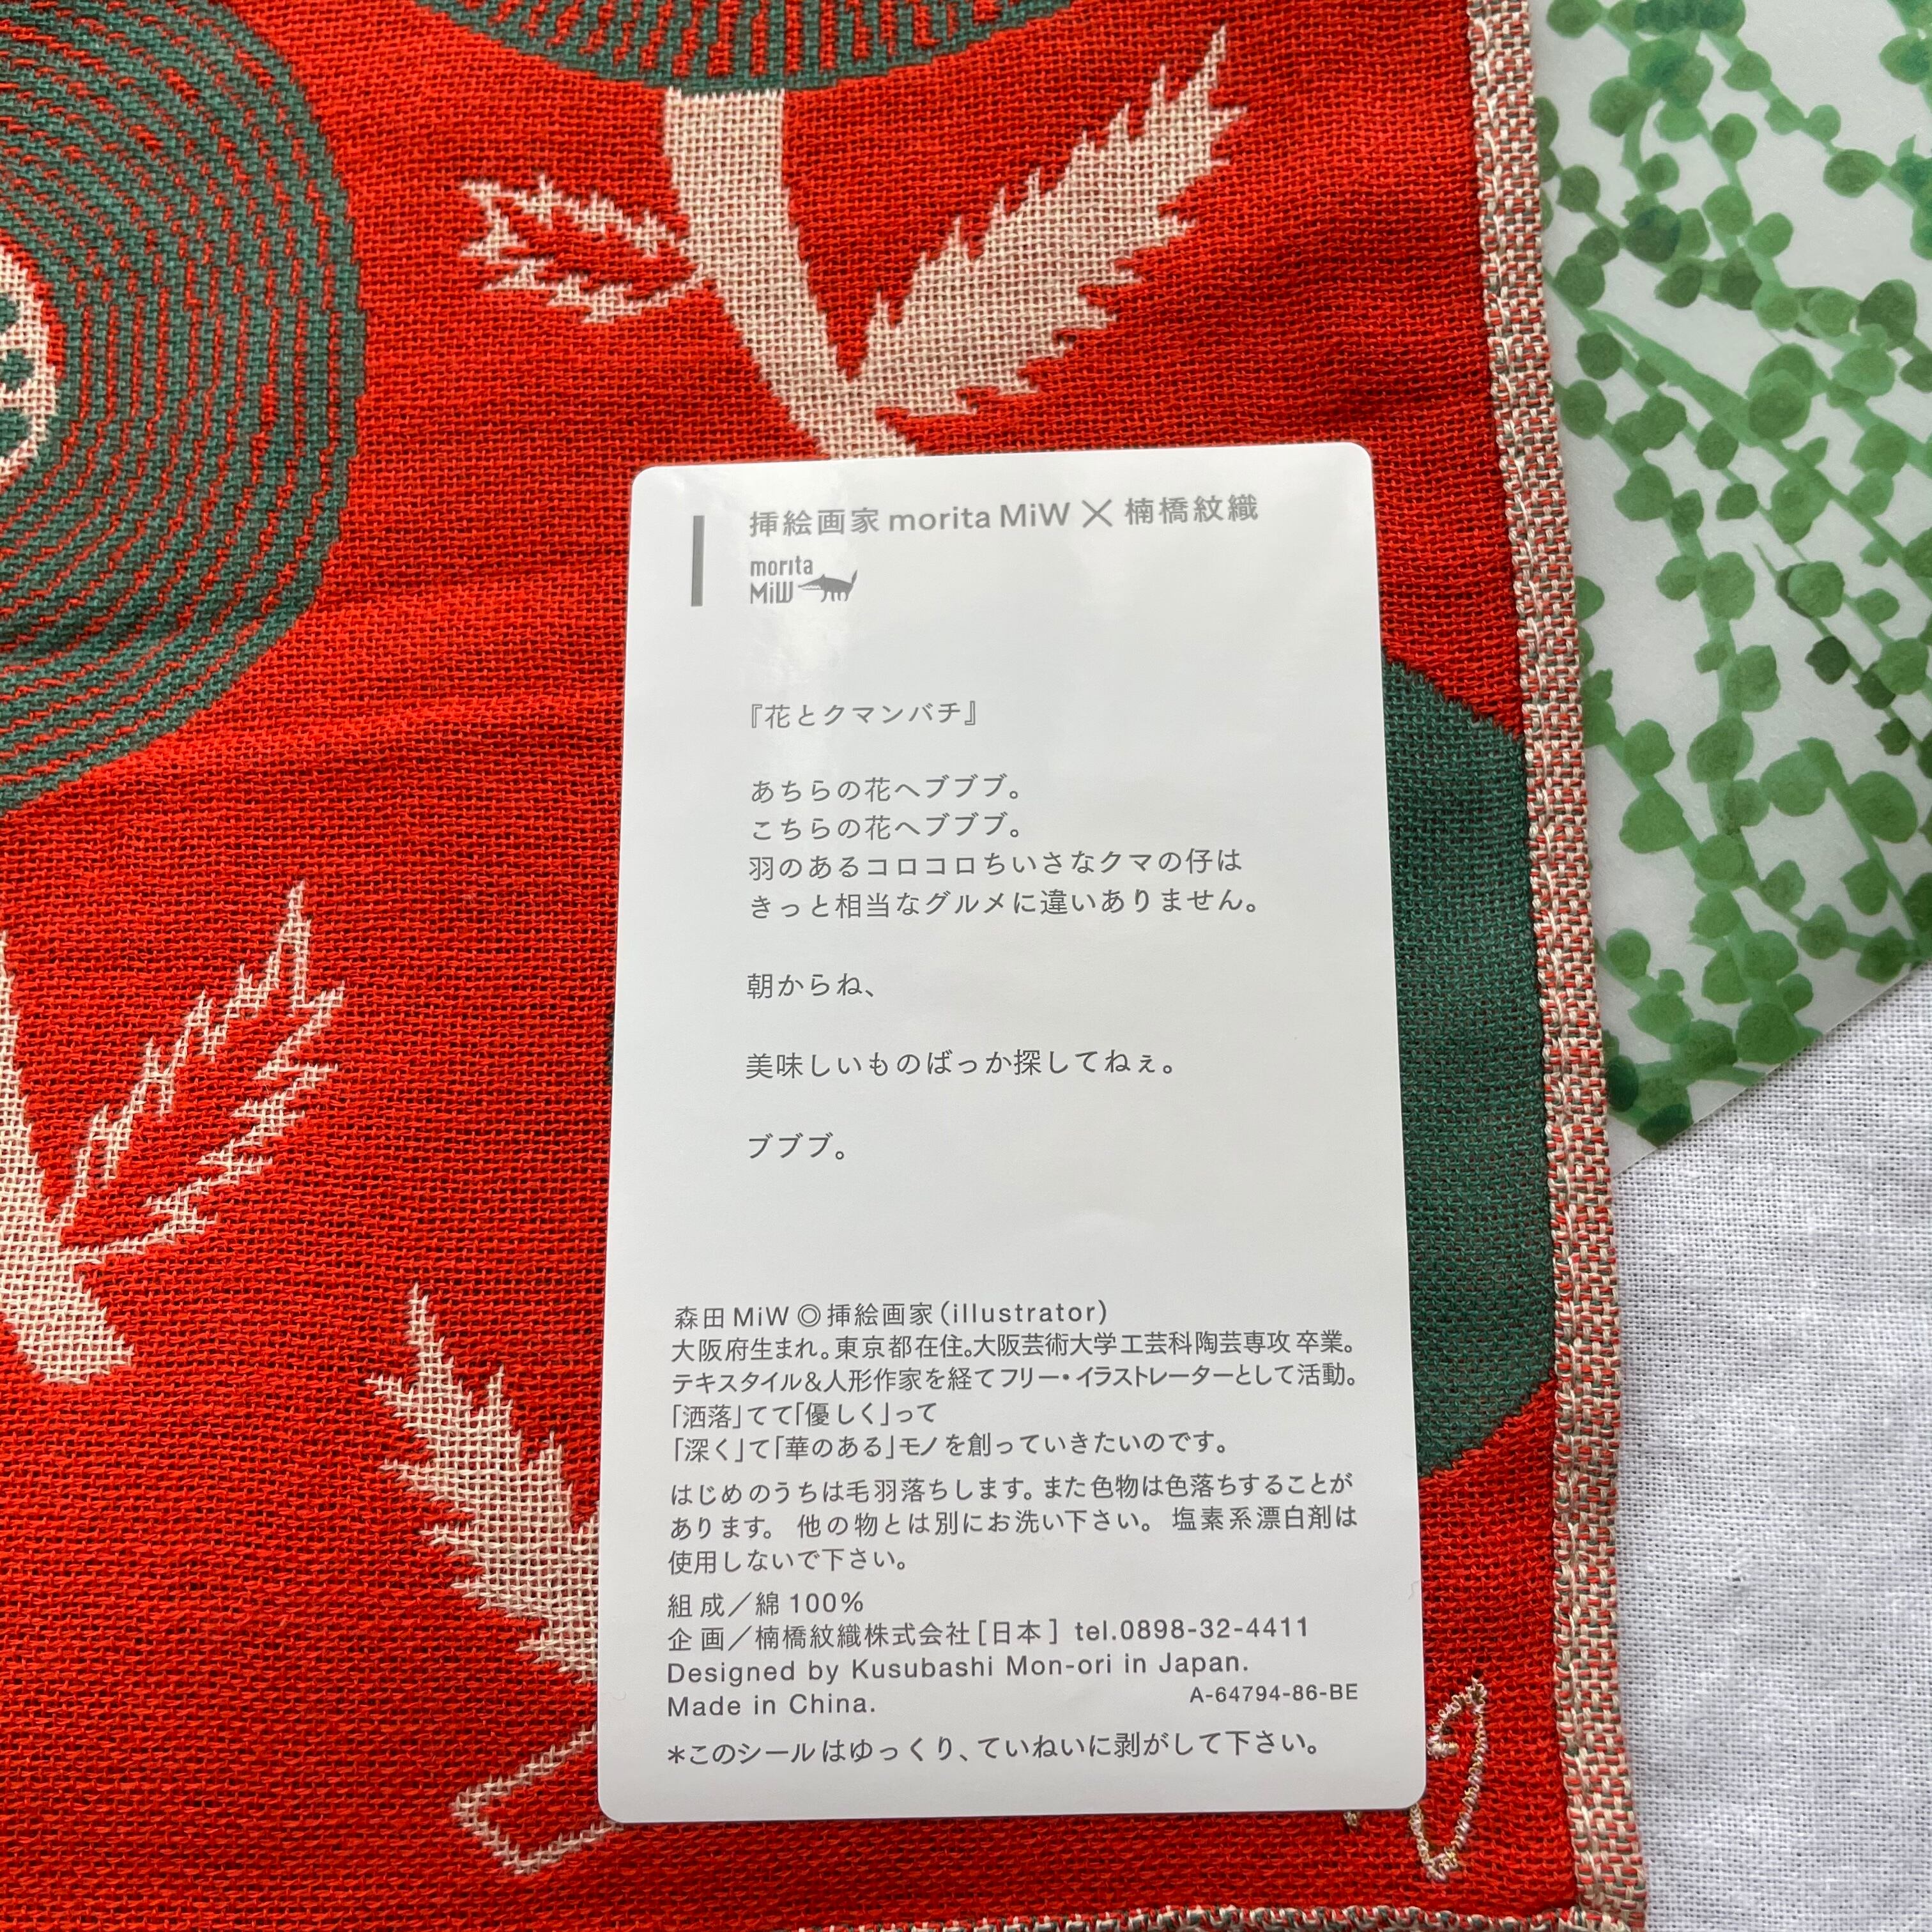 挿絵画家 morita MiW × 楠橋紋織
morita
MiW
『花とクマンバチ』
あちらの花へブブブ。
こちらの花へブブブ。
羽のあるコロコロちいさなクマの仔は
きっと相当なグルメに違いありません。
朝からね、
美味しいものばっか探してねぇ。
ブブブ。
森田 MiW ◎ 挿絵画家（illustrator）
大阪府生まれ。東京都在住。大阪芸術大学工芸科陶芸専攻 卒業。
テキスタイル&人形作家を経てフリー・イラストレーターとして活動。
「洒落」てて「優しく」って
「深く」て「華のある」モノを創っていきたいのです。
はじめのうちは毛羽落ちします。また色物は色落ちすることが
あります。 他の物とは別にお洗い下さい。 塩素系漂白剤は
使用しないで下さい。
組成／綿100%
企画／楠橋紋織株式会社［日本］ tel.0898-32-4411
Designed by Kusubashi Mon-ori in Japan.
Made in China. A-64794-86-BE
＊このシールはゆっくり、ていねいに剥がして下さい。